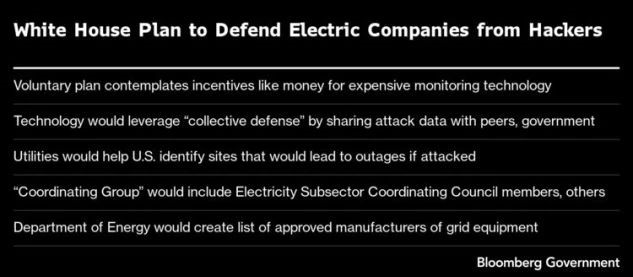 White House Plan to Defend Electric Companies from Hackers
Voluntary plan contemplates incentives like money for expensive monitoring technology
Technology would leverage “collective defense” by sharing attack data with peers, government
Utilities would help U.S. identify sites that would lead to outages if attacked
“Coordinating Group” would include Electricity Subsector Coordinating Council members, others
Department of Energy would create list of approved manufacturers of grid equipment
Bloomberg Government